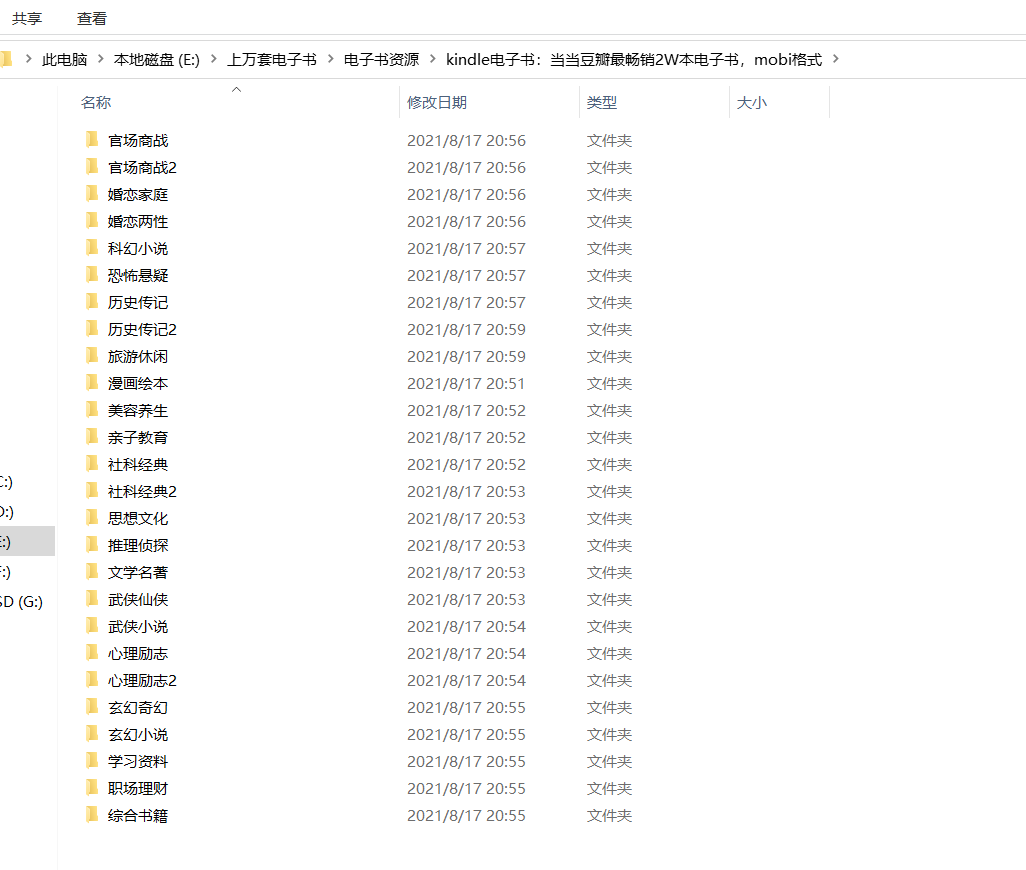 共享 查看
此电脑 本地磁盘 (E:) 上万套电子书 电子书资源 kindle电子书：当当豆瓣最畅销2W本电子书，mobi格式
名称 修改日期 类型 大小
官场商战 2021/8/17 20:56 文件夹
官场商战2 2021/8/17 20:56 文件夹
婚恋家庭 2021/8/17 20:56 文件夹
婚恋两性 2021/8/17 20:56 文件夹
科幻小说 2021/8/17 20:57 文件夹
恐怖悬疑 2021/8/17 20:57 文件夹
历史传记 2021/8/17 20:57 文件夹
历史传记2 2021/8/17 20:59 文件夹
旅游休闲 2021/8/17 20:59 文件夹
漫画绘本 2021/8/17 20:51 文件夹
美容养生 2021/8/17 20:52 文件夹
亲子教育 2021/8/17 20:52 文件夹
社科经典 2021/8/17 20:52 文件夹
C:)
社科经典2 2021/8/17 20:53 文件夹
D:)
思想文化 2021/8/17 20:53 文件夹
E:)
推理侦探 2021/8/17 20:53 文件夹
F:)
文学名著 2021/8/17 20:53 文件夹
SD (G:)
武侠仙侠 2021/8/17 20:53 文件夹
武侠小说 2021/8/17 20:54 文件夹
心理励志 2021/8/17 20:54 文件夹
心理励志2 2021/8/17 20:54 文件夹
玄幻奇幻 2021/8/17 20:55 文件夹
玄幻小说 2021/8/17 20:55 文件夹
学习资料 2021/8/17 20:55 文件夹
职场理财 2021/8/17 20:55 文件夹
综合书籍 2021/8/17 20:55 文件夹